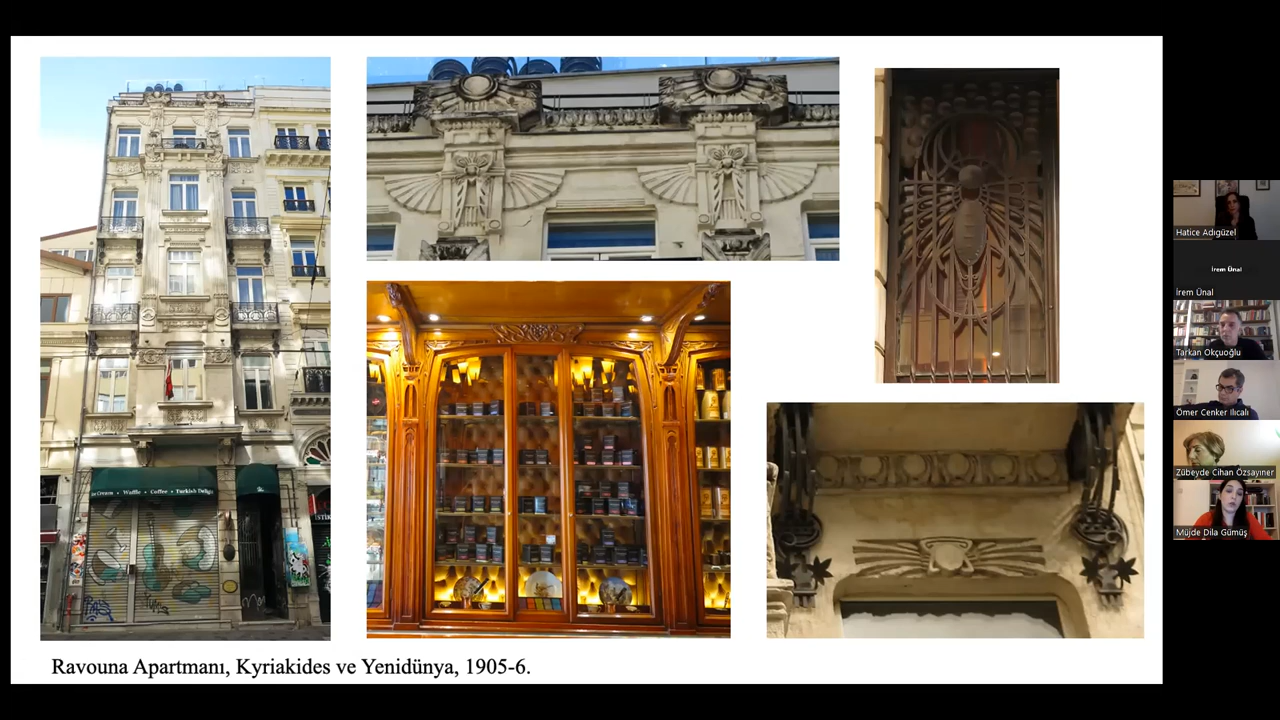 Ice Cream • Waffle • Coffee • Turkish Delight
Ravouna Apartmanı, Kyriakides ve Yenidünya, 1905-6.
Hatice Adıgüzel
İrem Ünal
İrem Ünal
Tarkan Okçuoğlu
Ömer Cenker Ilıcalı
Zübeyde Cihan Özsayıner
Müjde Dila Gümüş